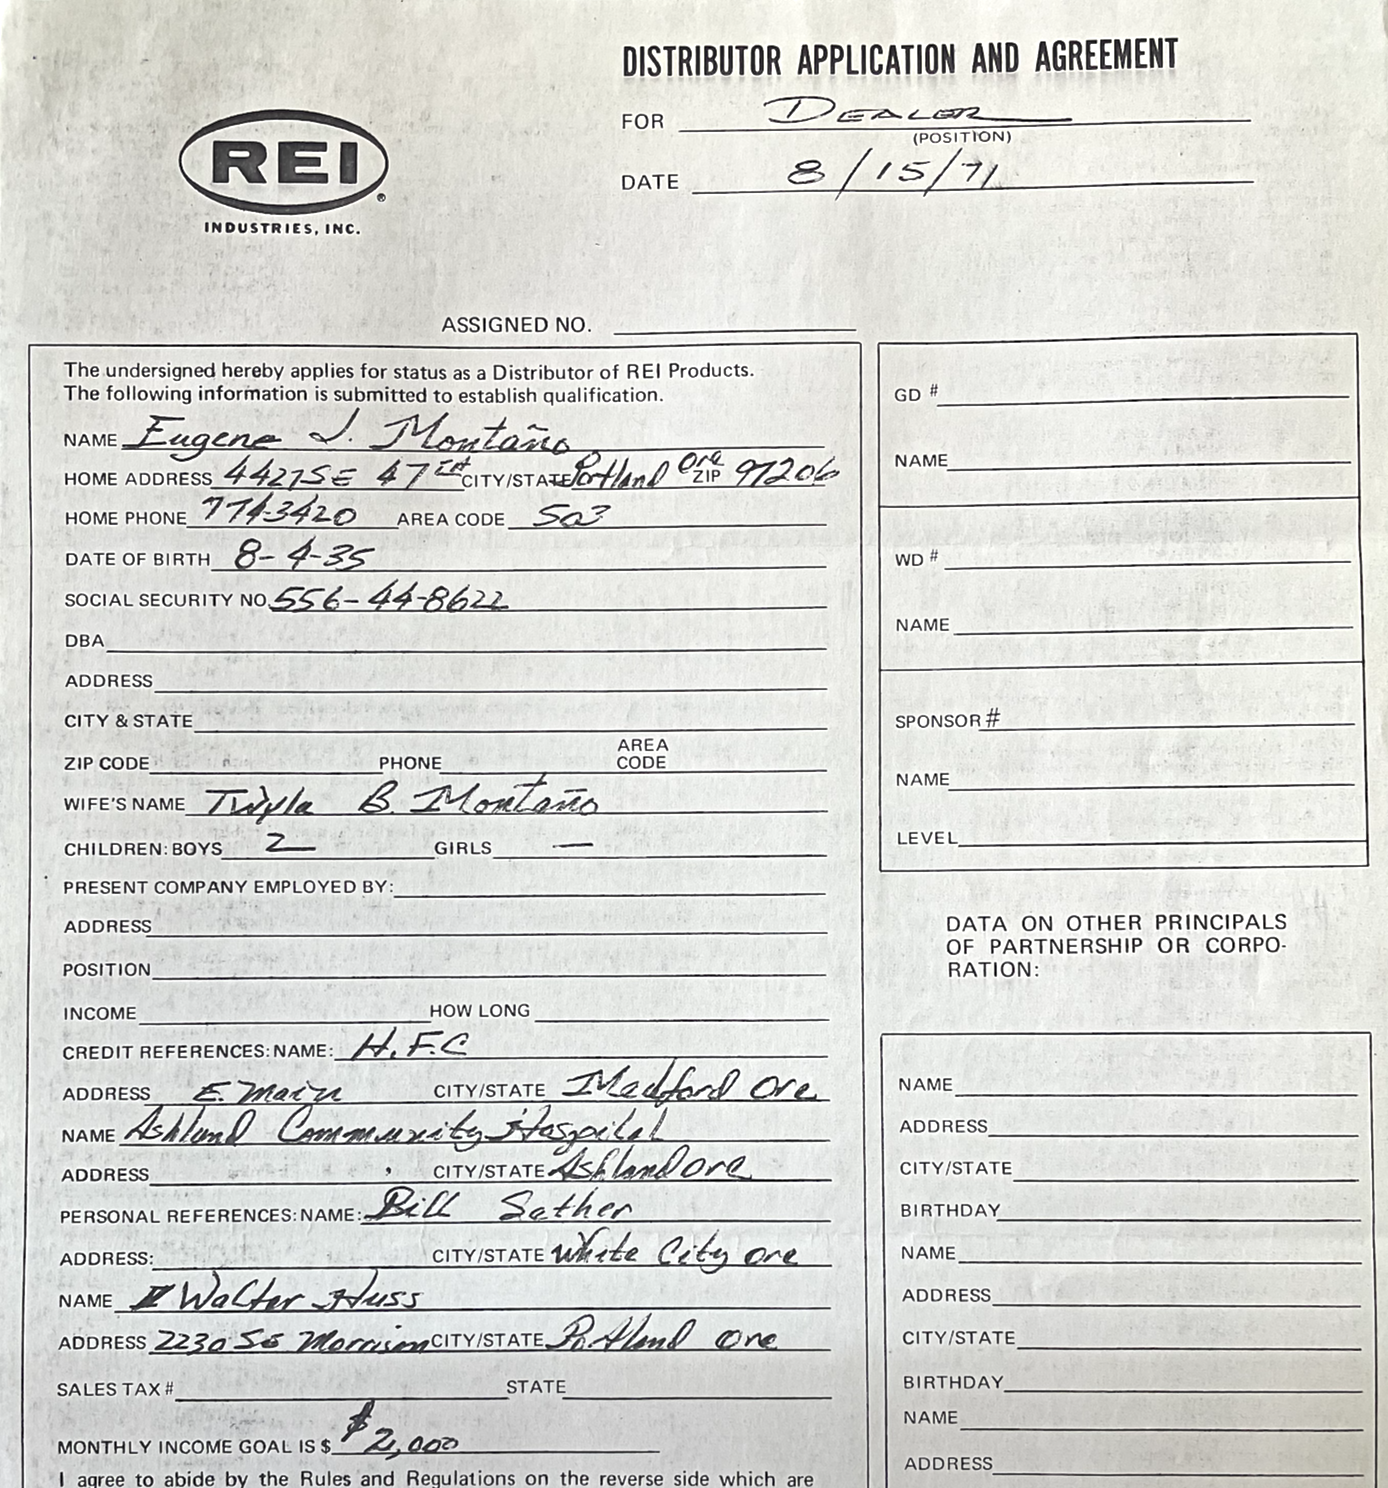 DISTRIBUTOR APPLICATION AND AGREEMENT
FOR DEALER
(POSITION)
DATE 8/15/71
REI
®
INDUSTRIES, INC.
ASSIGNED NO.
The undersigned hereby applies for status as a Distributor of REI Products.
The following information is submitted to establish qualification.
NAME Eugene J. Montaño
HOME ADDRESS 4427 SE 47 CITY/STATE Portland Ore ZIP 97206
HOME PHONE 7743420 AREA CODE 503
DATE OF BIRTH 8-4-35
SOCIAL SECURITY NO. 556-44-8622
DBA
ADDRESS
CITY & STATE
ZIP CODE PHONE AREA CODE
WIFE'S NAME Twyla B. Montaño
CHILDREN: BOYS 2 GIRLS —
PRESENT COMPANY EMPLOYED BY:
ADDRESS
POSITION
INCOME HOW LONG
CREDIT REFERENCES: NAME: H.F.C
ADDRESS E. Main CITY/STATE Medford Ore
NAME Ashland Community Hospital
ADDRESS CITY/STATE Ashland Ore
PERSONAL REFERENCES: NAME: Bill Sather
ADDRESS: CITY/STATE White City Ore
NAME Walter Huss
ADDRESS 2230 SE Morrison CITY/STATE Portland Ore
SALES TAX # STATE
MONTHLY INCOME GOAL IS $ $2,000
I agree to abide by the Rules and Regulations on the reverse side which are
GD #
NAME
WD #
NAME
SPONSOR #
NAME
LEVEL
DATA ON OTHER PRINCIPALS
OF PARTNERSHIP OR CORPO-
RATION:
NAME
ADDRESS
CITY/STATE
BIRTHDAY
NAME
ADDRESS
CITY/STATE
BIRTHDAY
NAME
ADDRESS